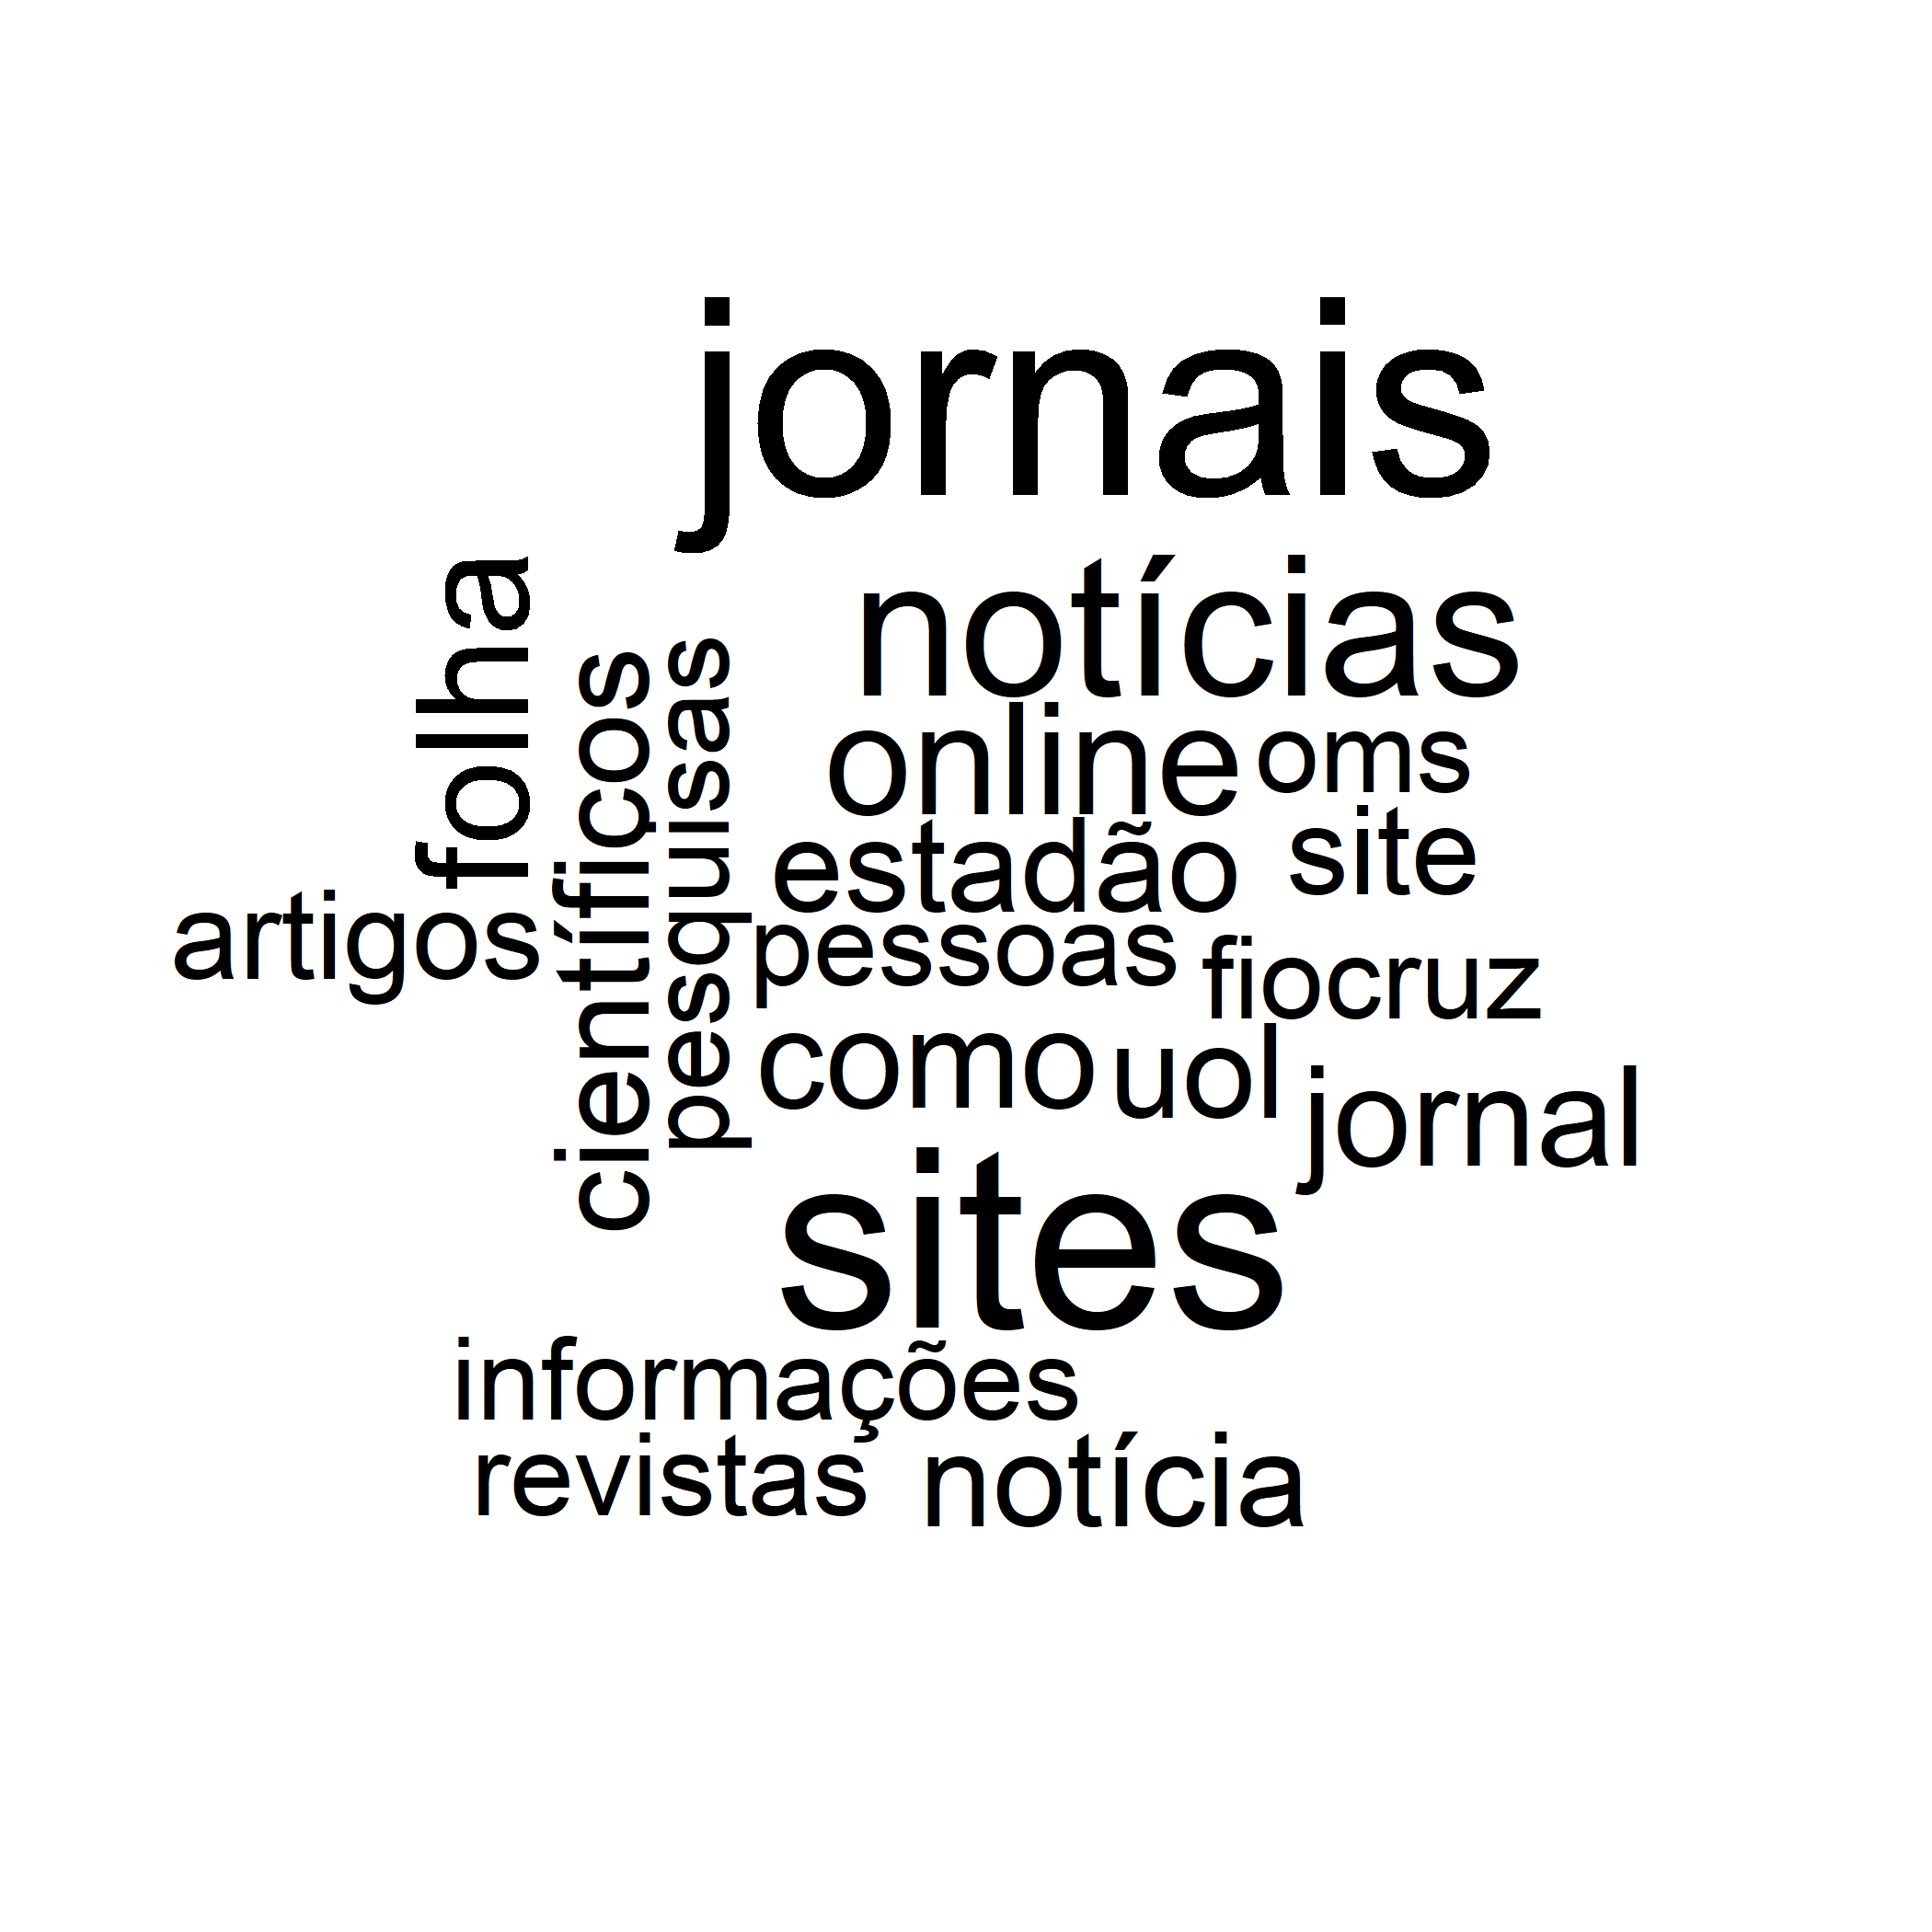 jornais
notícias
folha
científicos
pesquisas
online
oms
estadão
site
artigos
pessoas
fiocruz
como
uol
jornal
sites
informações
revistas
notícia